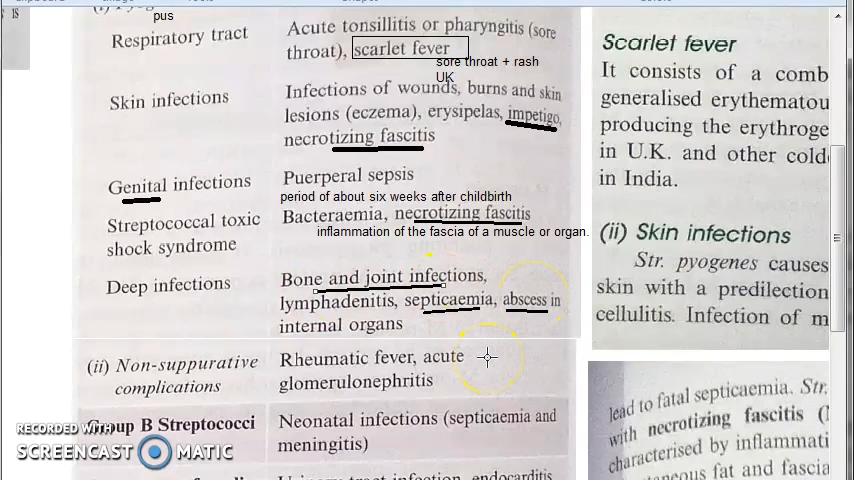 pus
Respiratory tract
Acute tonsillitis or pharyngitis (sore
throat), scarlet fever
sore throat + rash
UK
Skin infections
Infections of wounds, burns and skin
lesions (eczema), erysipelas, impetigo,
necrotizing fascitis
Genital infections
Puerperal sepsis
period of about six weeks after childbirth
Streptococcal toxic
shock syndrome
Bacteraemia, necrotizing fascitis
inflammation of the fascia of a muscle or organ.
Deep infections
Bone and joint infections,
lymphadenitis, septicaemia, abscess in
internal organs
(ii) Non-suppurative
complications
Rheumatic fever, acute
glomerulonephritis
Group B Streptococci
Neonatal infections (septicaemia and
meningitis)
Urinary tract infection, endocarditis
Scarlet fever
It consists of a comb
generalised erythematou
producing the erythroge
in U.K. and other cold
in India.
(ii) Skin infections
Str. pyogenes causes
skin with a predilection
cellulitis. Infection of m
lead to fatal septicaemia. Str.
with necrotizing fascitis (
characterised by inflammati
taneous fat and fascia
RECORDED WITH
SCREENCAST MATIC